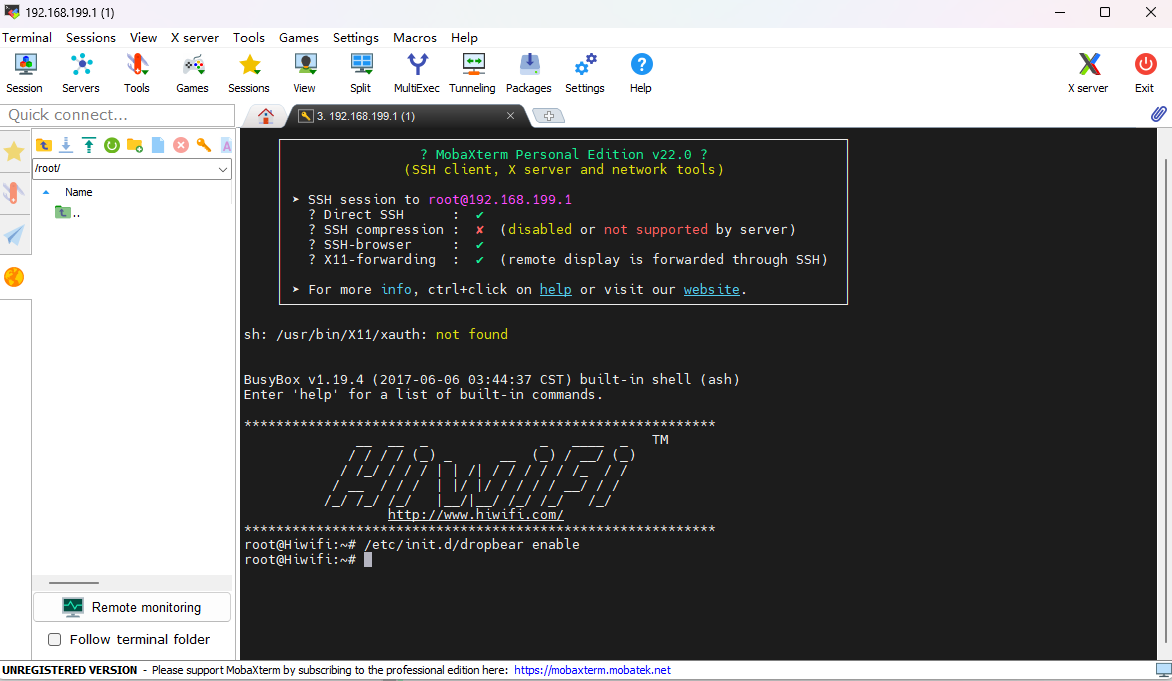 192.168.199.1 (1)
Terminal Sessions View X server Tools Games Settings Macros Help
Session Servers Tools Games Sessions View Split MultiExec Tunneling Packages Settings Help X server Exit
Quick connect...
3. 192.168.199.1 (1)
/root/
Name
..
? MobaXterm Personal Edition v22.0 ?
(SSH client, X server and network tools)
➤ SSH session to root@192.168.199.1
? Direct SSH : ✔
? SSH compression : ✘ (disabled or not supported by server)
? SSH-browser : ✔
? X11-forwarding : ✔ (remote display is forwarded through SSH)
➤ For more info, ctrl+click on help or visit our website.
sh: /usr/bin/X11/xauth: not found
BusyBox v1.19.4 (2017-06-06 03:44:37 CST) built-in shell (ash)
Enter 'help' for a list of built-in commands.
***********************************************************
HiWiFi TM
http://www.hiwifi.com/
***********************************************************
root@Hiwifi:~# /etc/init.d/dropbear enable
root@Hiwifi:~#
Remote monitoring
Follow terminal folder
UNREGISTERED VERSION - Please support MobaXterm by subscribing to the professional edition here: https://mobaxterm.mobatek.net